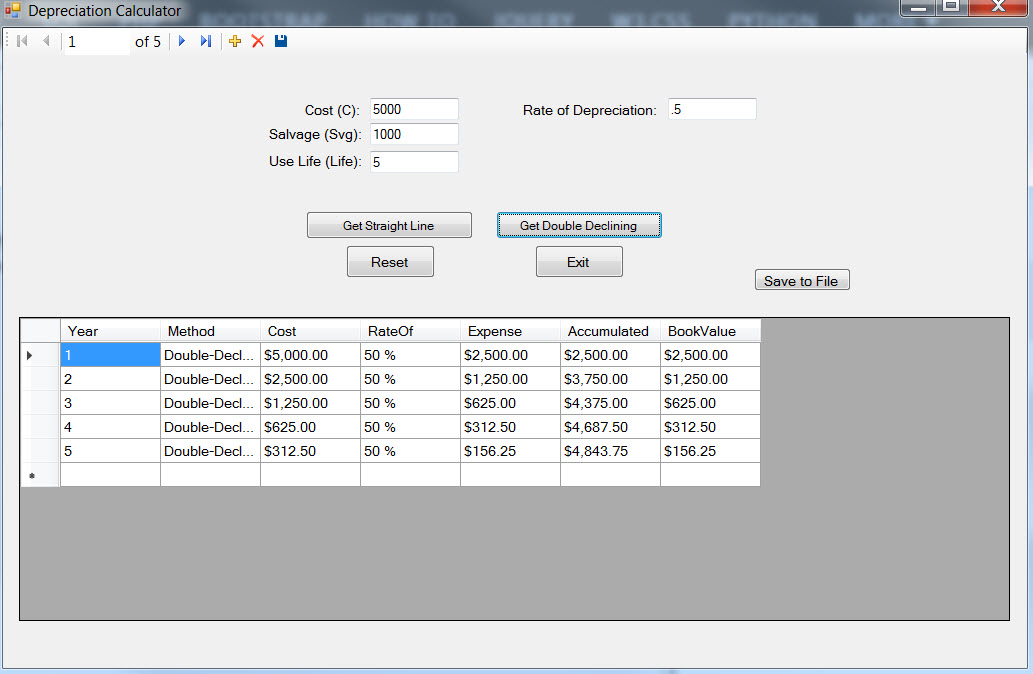 Depreciation Calculator
1 of 5
Cost (C): 5000 Rate of Depreciation: .5
Salvage (Svg): 1000
Use Life (Life): 5
Get Straight Line Get Double Declining
Reset Exit
Save to File
Year Method Cost RateOf Expense Accumulated BookValue
1 Double-Decl... $5,000.00 50 % $2,500.00 $2,500.00 $2,500.00
2 Double-Decl... $2,500.00 50 % $1,250.00 $3,750.00 $1,250.00
3 Double-Decl... $1,250.00 50 % $625.00 $4,375.00 $625.00
4 Double-Decl... $625.00 50 % $312.50 $4,687.50 $312.50
5 Double-Decl... $312.50 50 % $156.25 $4,843.75 $156.25